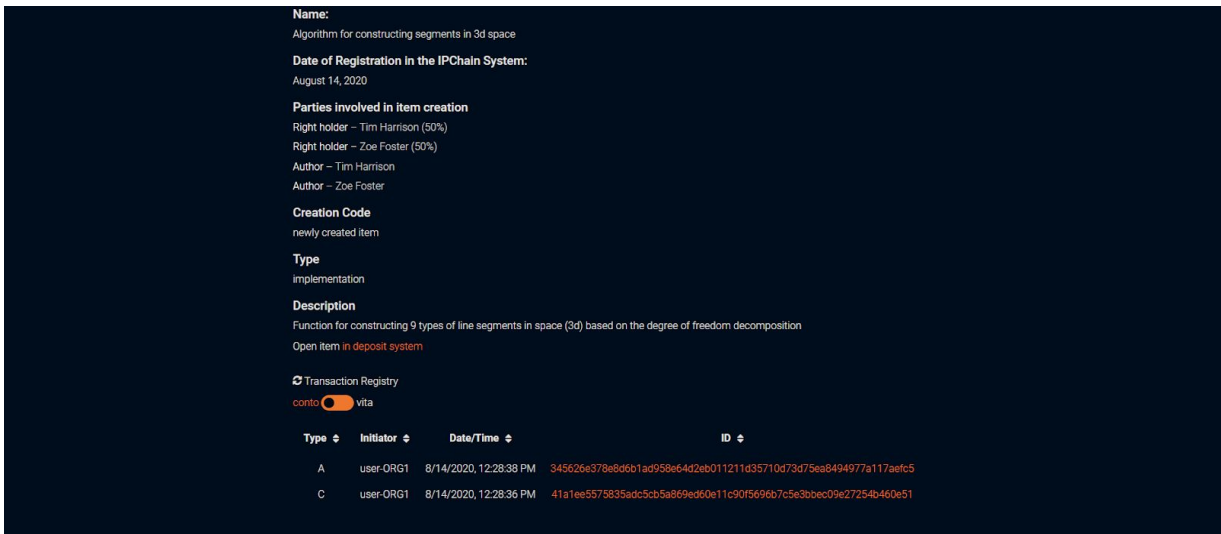 Name:
Algorithm for constructing segments in 3d space
Date of Registration in the IPChain System:
August 14, 2020
Parties involved in item creation
Right holder – Tim Harrison (50%)
Right holder – Zoe Foster (50%)
Author – Tim Harrison
Author – Zoe Foster
Creation Code
newly created item
Type
implementation
Description
Function for constructing 9 types of line segments in space (3d) based on the degree of freedom decomposition
Open item in deposit system
Transaction Registry
conto vita
Type Initiator Date/Time ID
A user-ORG1 8/14/2020, 12:28:38 PM 345626e378e8d6b1ad958e64d2eb011211d35710d73d75ea8494977a117aefc5
C user-ORG1 8/14/2020, 12:28:36 PM 41a1ee5575835adc5cb5a869ed60e11c90f5696b7c5e3bbec09e27254b460e51